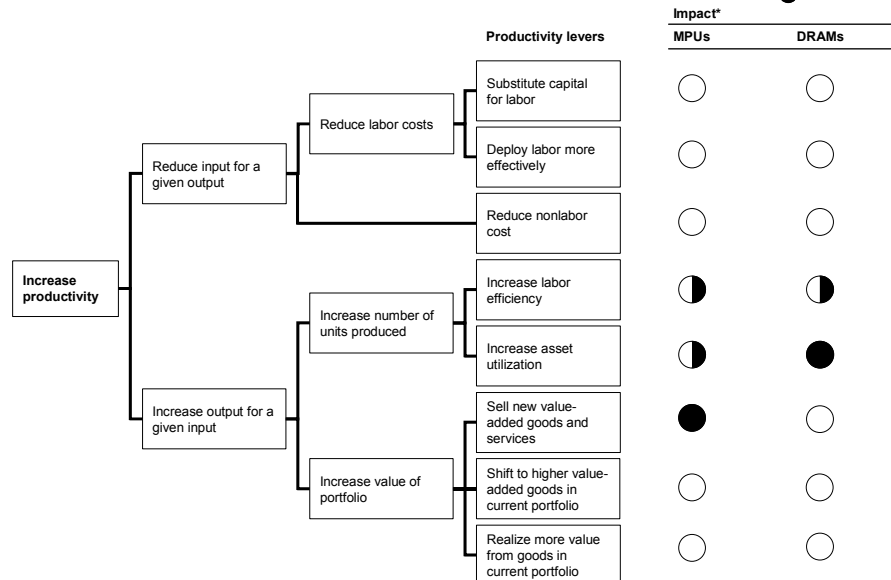 Impact*
Productivity levers
MPUs
DRAMs
Substitute capital
for labor
Reduce labor costs
Deploy labor more
effectively
Reduce input for a
given output
Reduce nonlabor
cost
Increase
productivity
Increase labor
efficiency
Increase number of
units produced
Increase asset
utilization
Increase output for a
given input
Sell new value-
added goods and
services
Increase value of
portfolio
Shift to higher value-
added goods in
current portfolio
Realize more value
from goods in
current portfolio